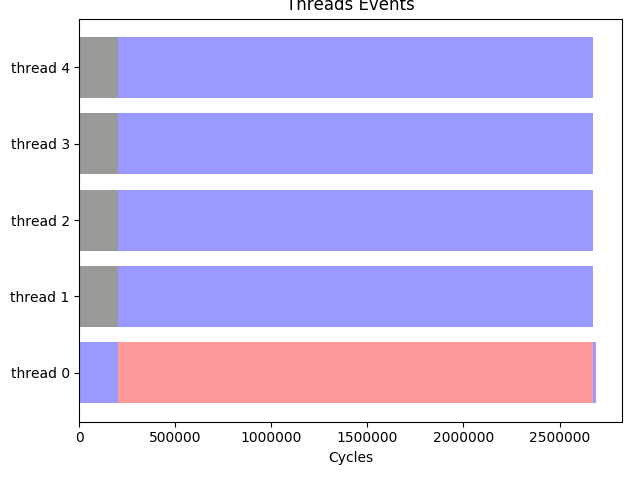 Threads Events
thread 4
thread 3
thread 2
thread 1
thread 0
0 500000 1000000 1500000 2000000 2500000
Cycles